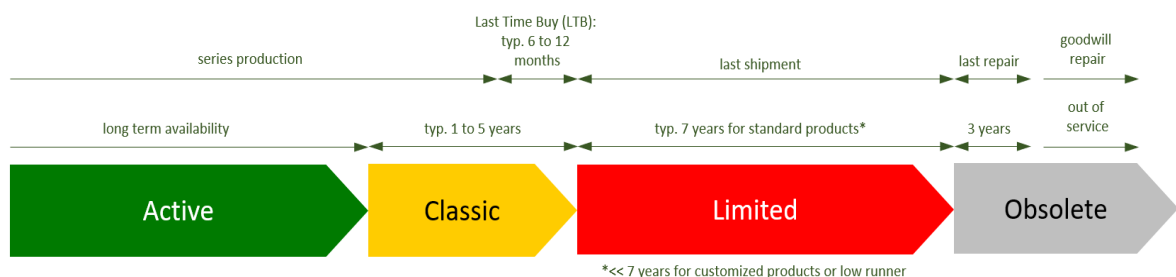 Last Time Buy (LTB):
typ. 6 to 12
months
series production
last shipment
last repair
goodwill
repair
long term availability
typ. 1 to 5 years
typ. 7 years for standard products*
3 years
out of
service
Active
Classic
Limited
Obsolete
*<< 7 years for customized products or low runner